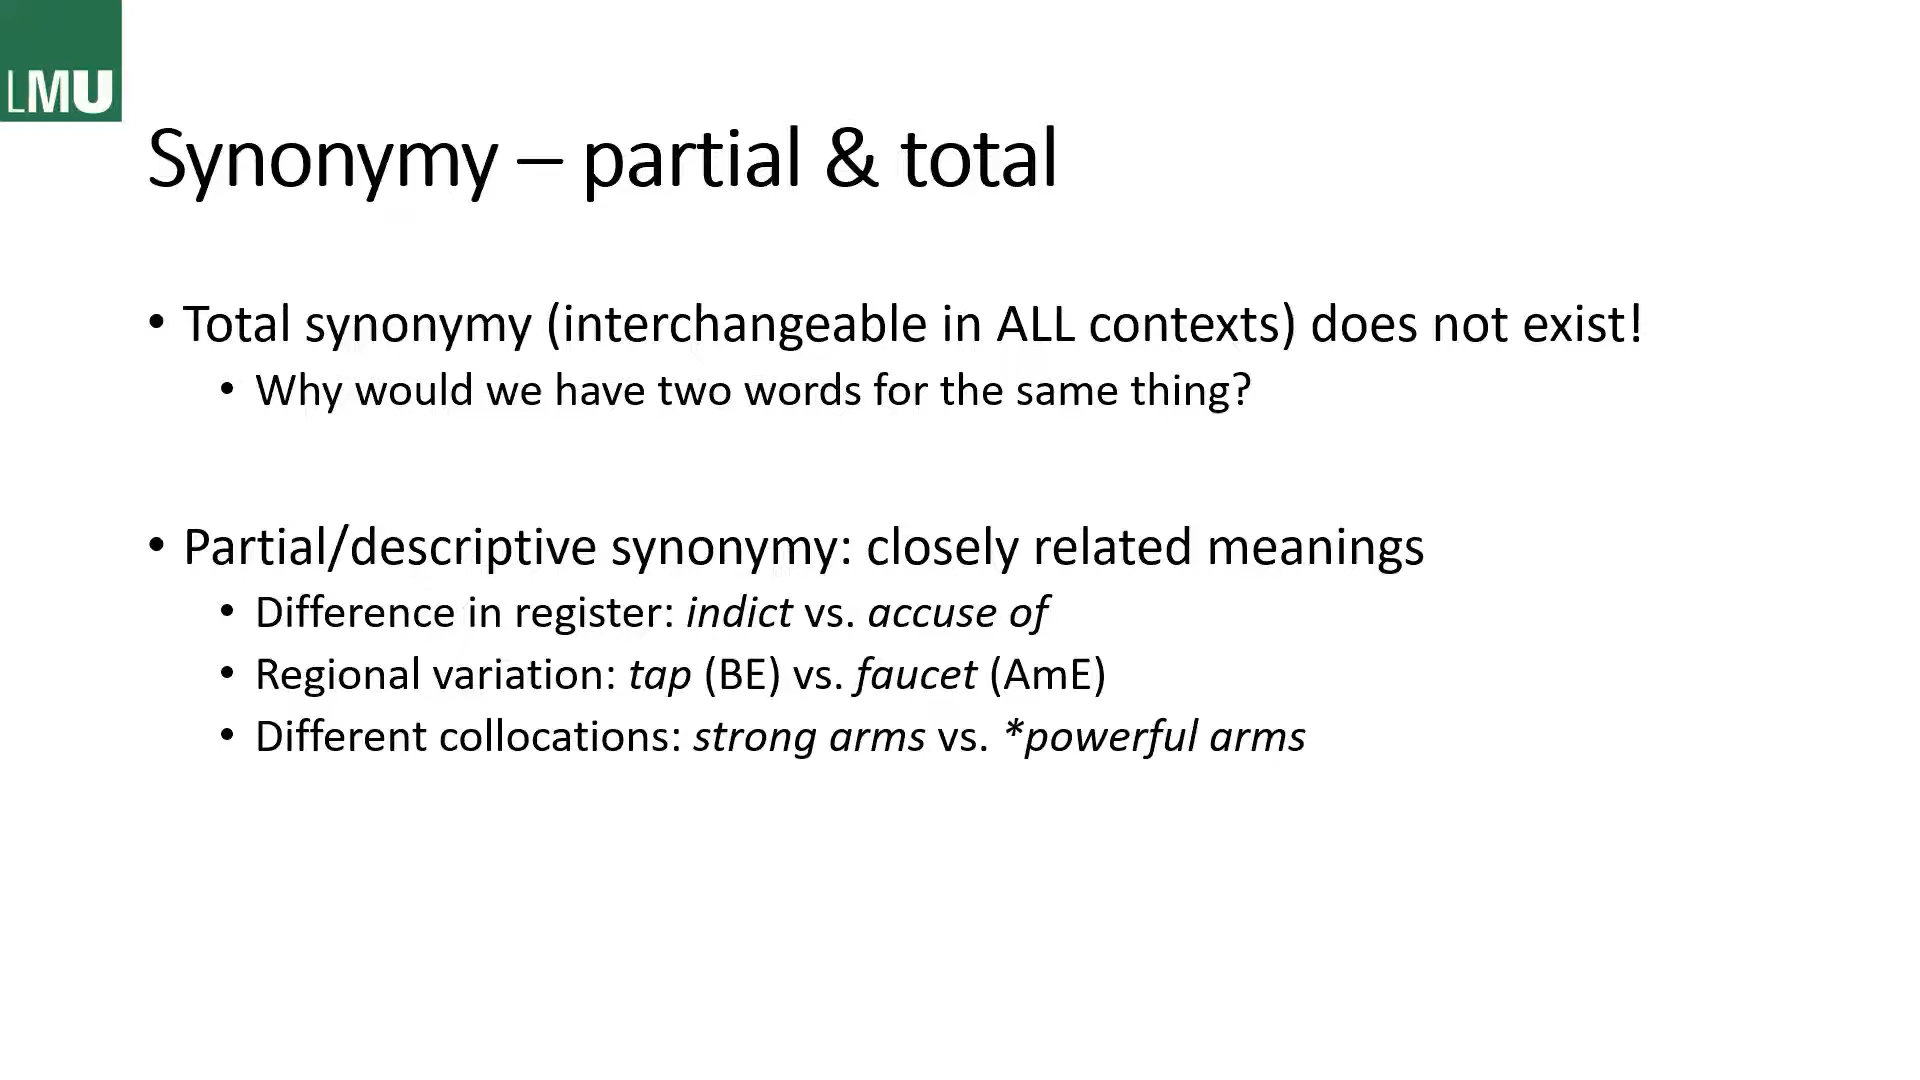 LMU
Synonymy – partial & total
• Total synonymy (interchangeable in ALL contexts) does not exist!
• Why would we have two words for the same thing?
• Partial/descriptive synonymy: closely related meanings
• Difference in register: indict vs. accuse of
• Regional variation: tap (BE) vs. faucet (AmE)
• Different collocations: strong arms vs. *powerful arms